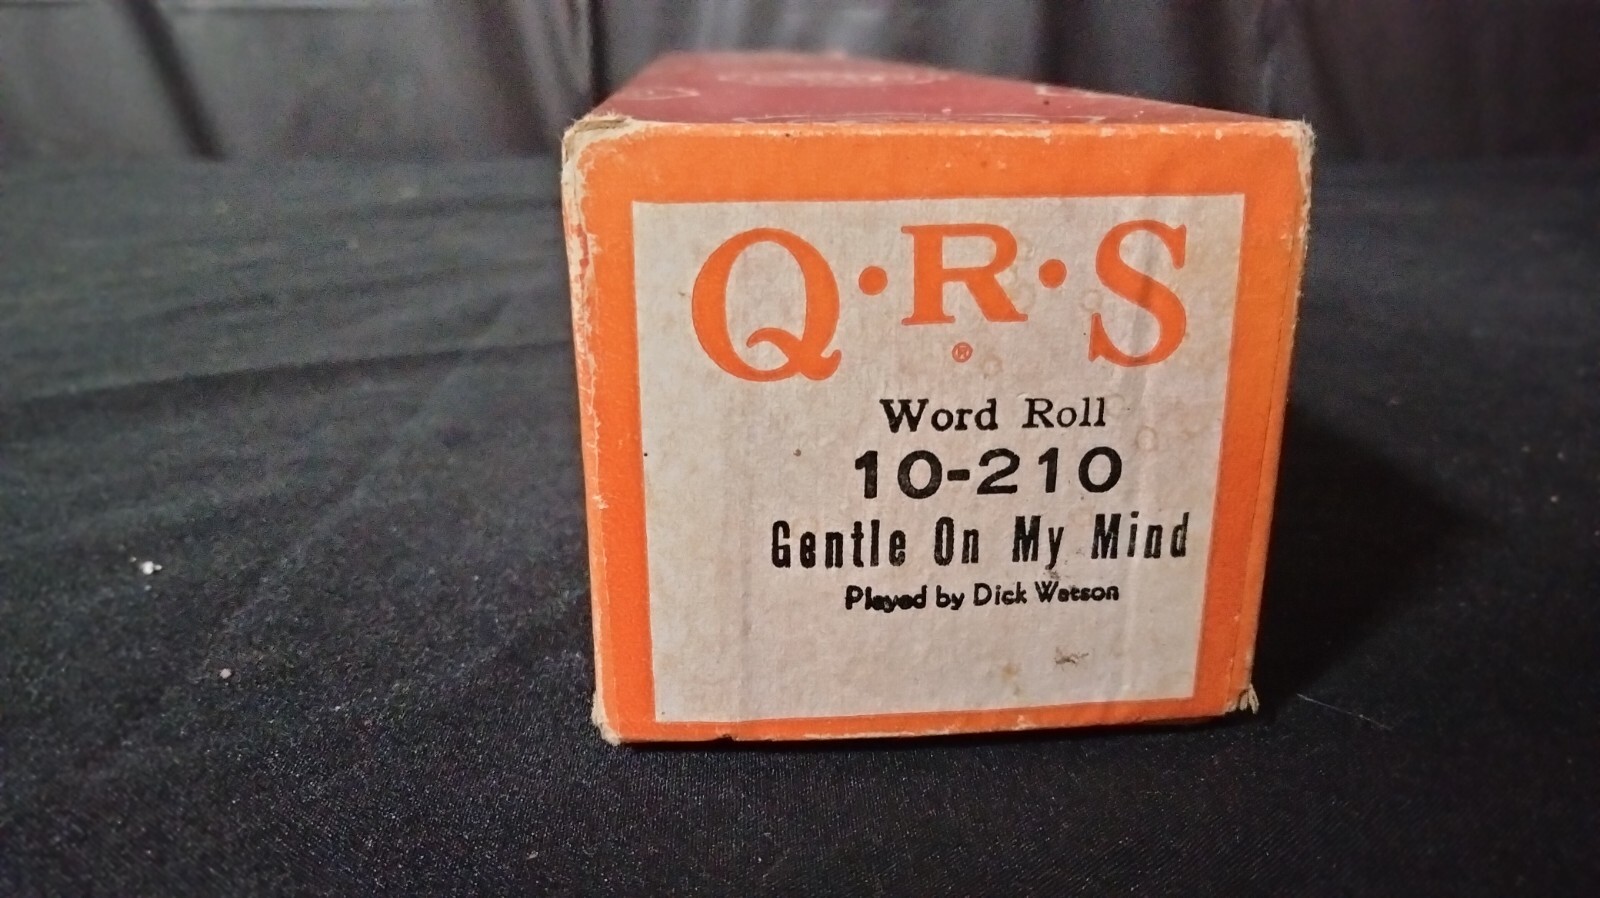 Q·R·S
®
Word Roll
10-210
Gentle On My Mind
Played by Dick Watson